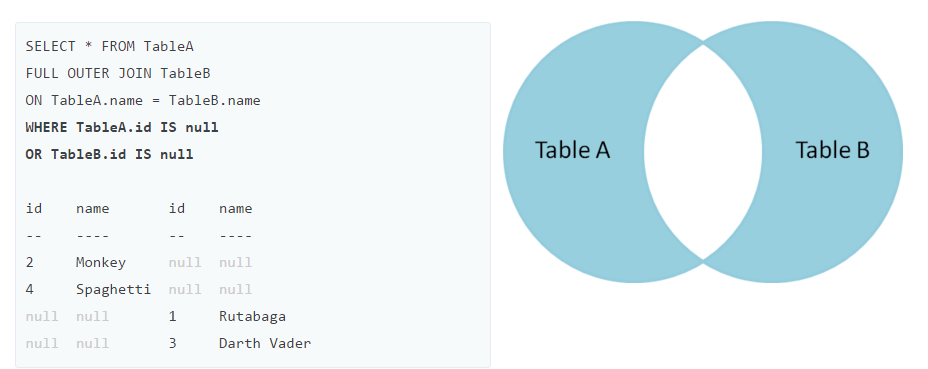 SELECT * FROM TableA
FULL OUTER JOIN TableB
ON TableA.name = TableB.name
WHERE TableA.id IS null
OR TableB.id IS null
id name id name
-- ---- -- ----
2 Monkey null null
4 Spaghetti null null
null null 1 Rutabaga
null null 3 Darth Vader
Table A
Table B